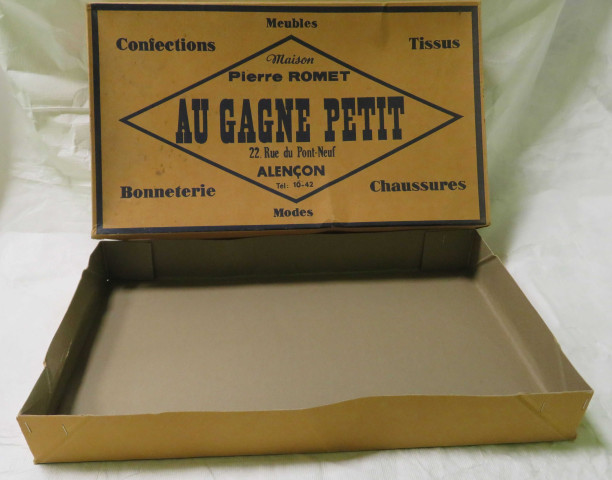 Meubles
Confections
Tissus
Maison
Pierre ROMET
AU GAGNE PETIT
22. Rue du Pont-Neuf
ALENÇON
Tel: 10-42
Bonneterie
Chaussures
Modes